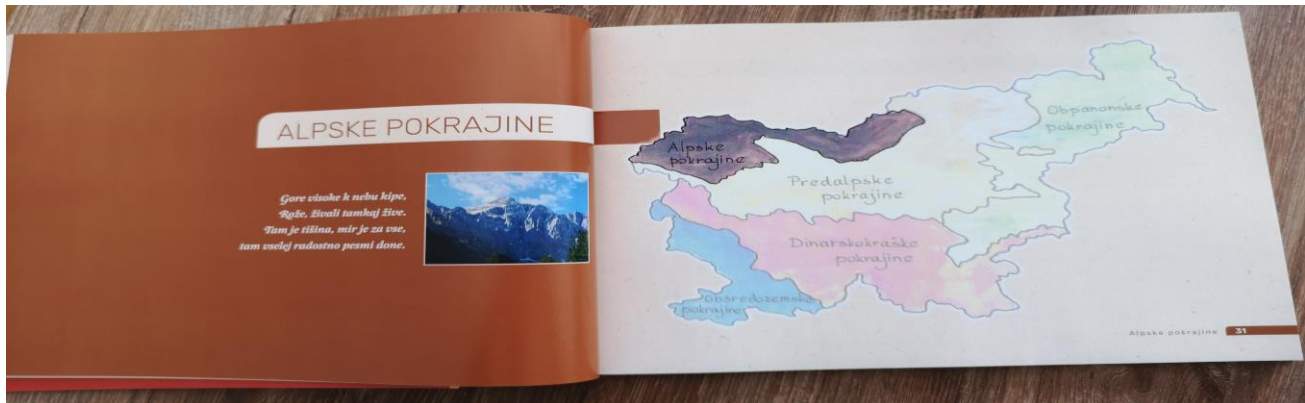 ALPSKE POKRAJINE
Gore visoke k nebu kipe,
Rože, živali tamkaj žive.
Tam je tišina, mir je za vse,
tam vselej radostno pesmi done.
Alpske
pokrajine
Predalpske
pokrajine
Obpanonske
pokrajine
Dinarskokraške
pokrajine
Obsredozemske
pokrajine
Alpske pokrajine 31